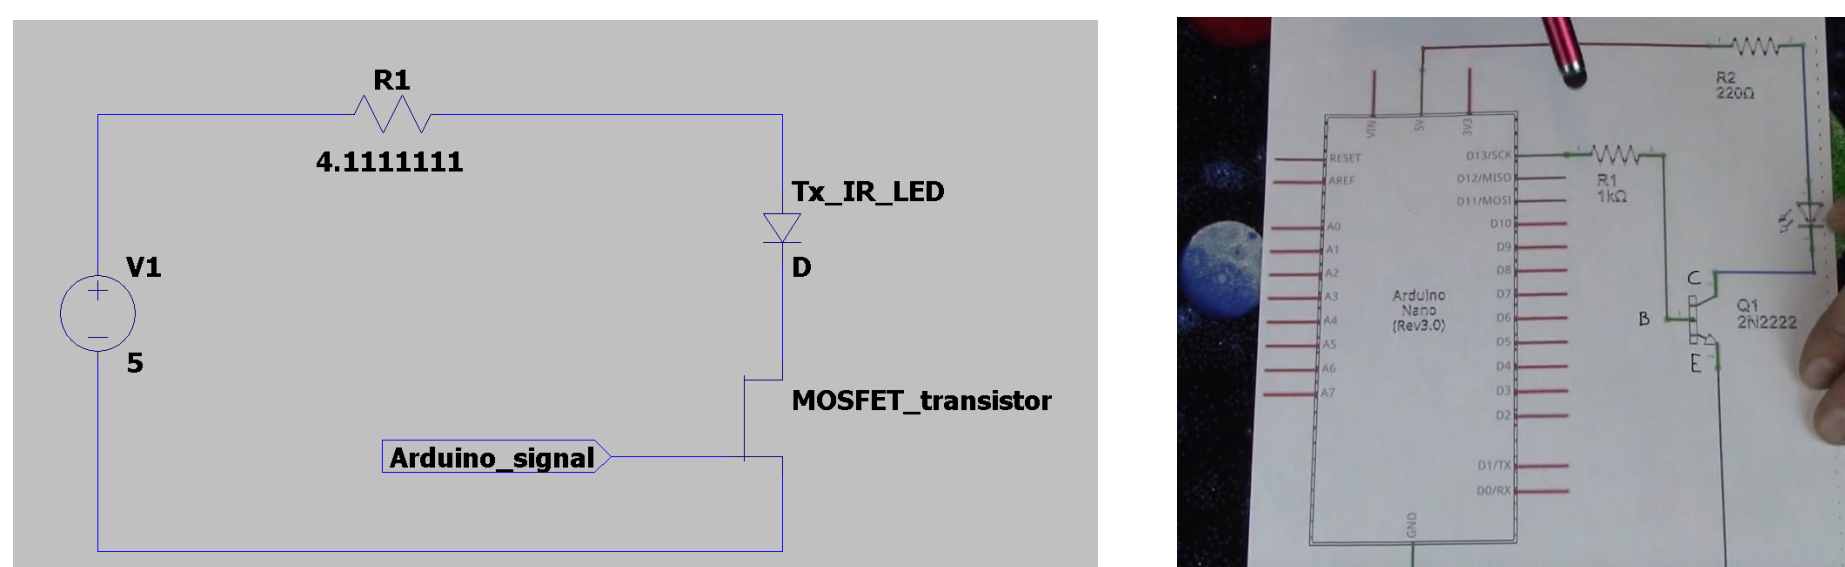 R1
4.1111111
Tx_IR_LED
V1
D
5
MOSFET_transistor
Arduino_signal
R2
220Ω
VIN
5V
3V3
RESET
D13/SCK
AREF
D12/MISO
R1
1kΩ
D11/MOSI
A0
D10
A1
D9
A2
D8
C
A3
Arduino
Nano
(Rev3.0)
D7
Q1
2N2222
A4
D6
B
A5
D5
E
A6
D4
A7
D3
D2
D1/TX
D0/RX
GND